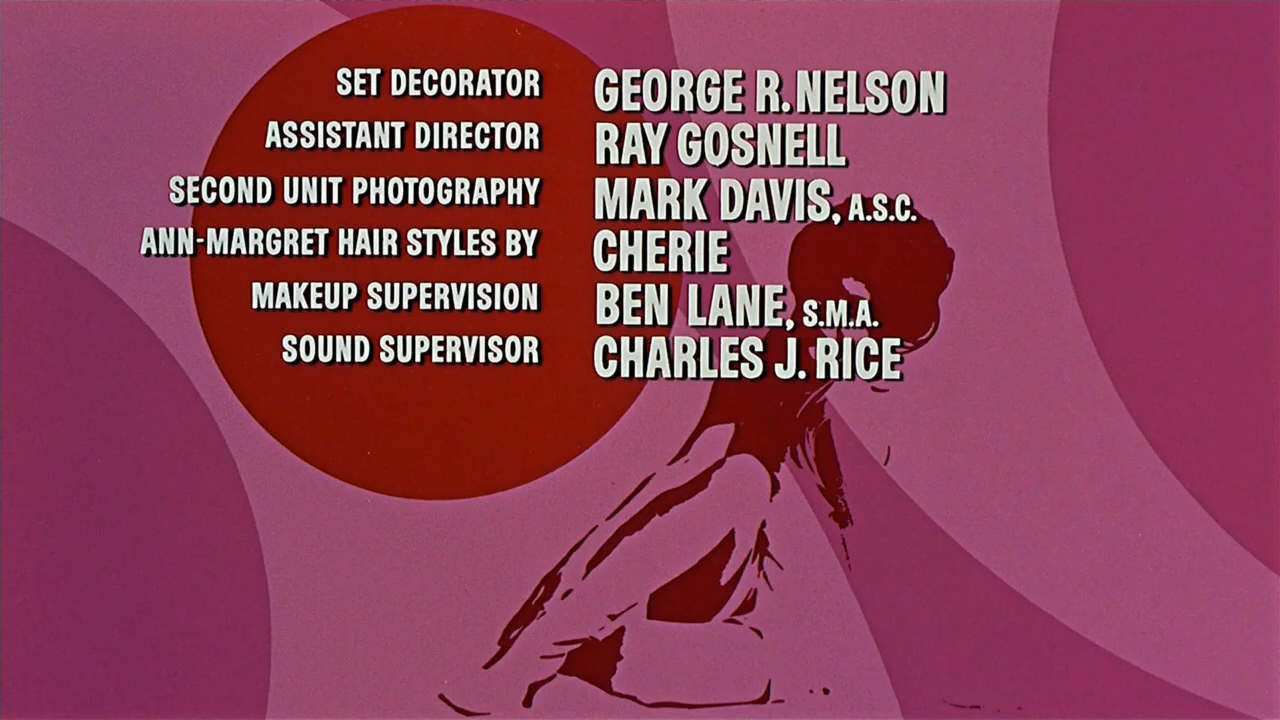 SET DECORATOR GEORGE R. NELSON
ASSISTANT DIRECTOR RAY GOSNELL
SECOND UNIT PHOTOGRAPHY MARK DAVIS, A.S.C.
ANN-MARGRET HAIR STYLES BY CHERIE
MAKEUP SUPERVISION BEN LANE, S.M.A.
SOUND SUPERVISOR CHARLES J. RICE